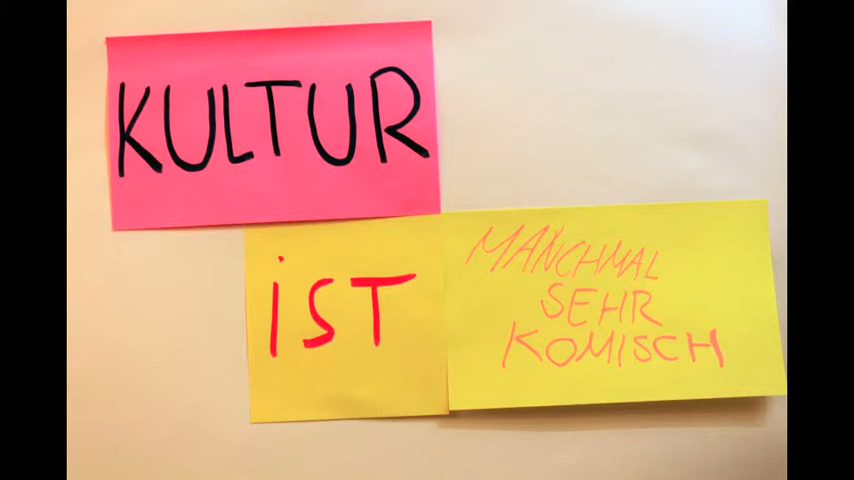 KULTUR
iST
MANCHMAL
SEHR
KOMISCH